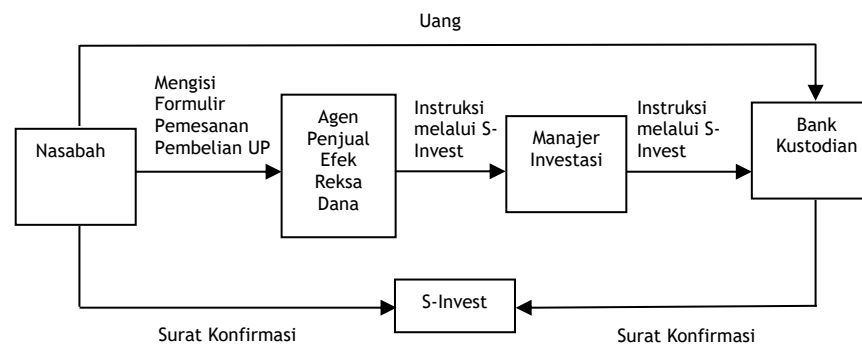 Uang
Mengisi
Formulir
Pemesanan
Pembelian UP
Nasabah
Agen
Penjual
Efek
Reksa
Dana
Instruksi
melalui S-
Invest
Manajer
Investasi
Instruksi
melalui S-
Invest
Bank
Kustodian
S-Invest
Surat Konfirmasi
Surat Konfirmasi